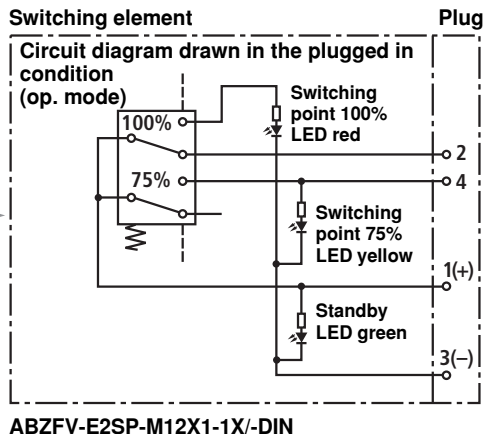 Switching element
Plug
Circuit diagram drawn in the plugged in
condition
(op. mode)
Switching
point 100%
LED red
100%
2
75%
4
Switching
point 75%
LED yellow
1(+)
Standby
LED green
3(−)
ABZFV-E2SP-M12X1-1X/-DIN